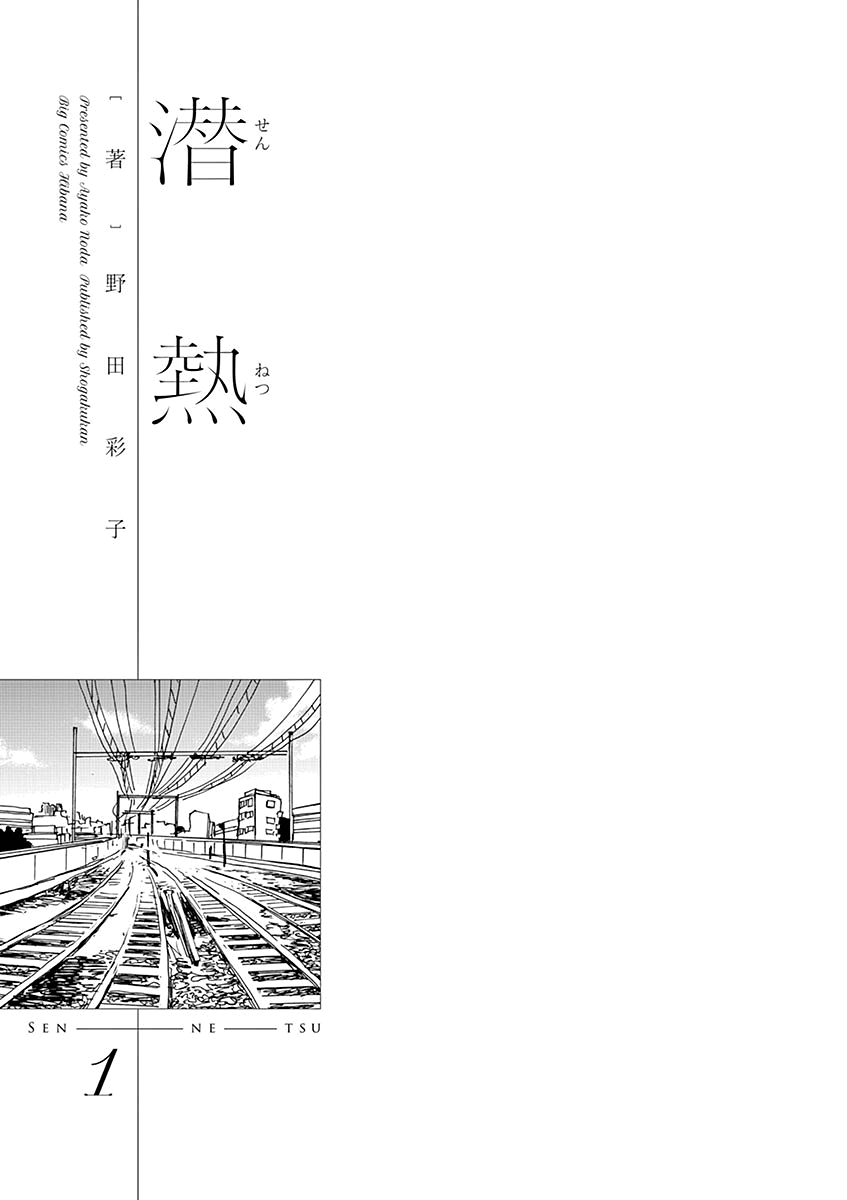 潜熱
せん
ねつ
[著]野田彩子
Presented by Ayako Noda Published by Shogakukan
Big Comics Hibana
SEN NE TSU
1